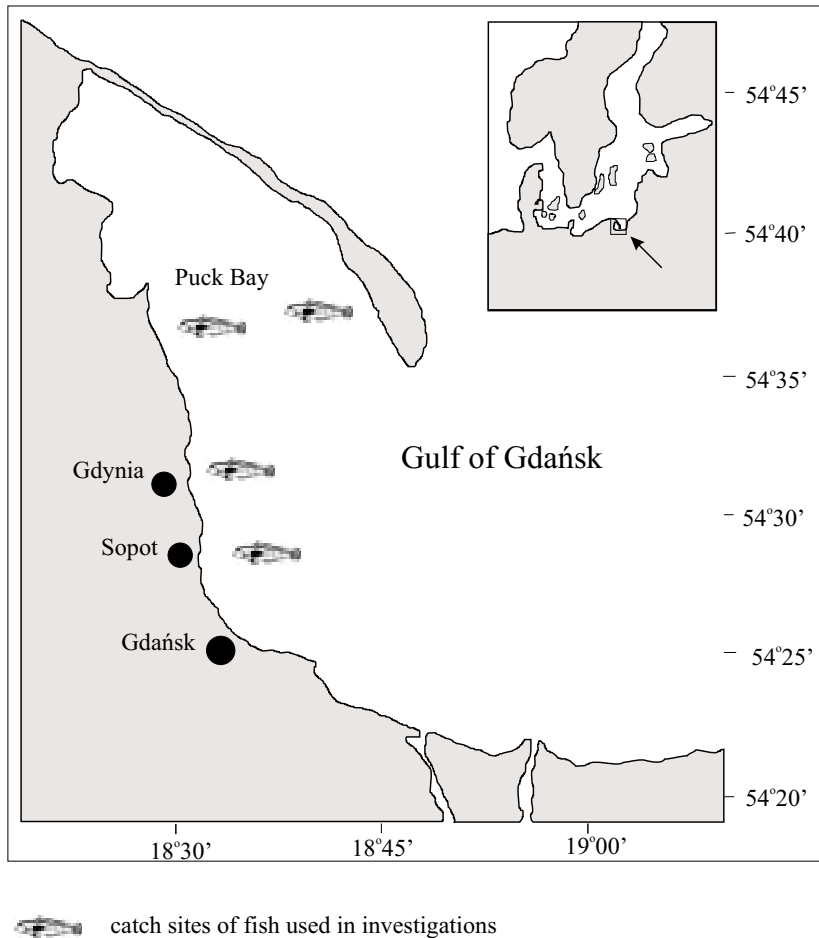 54°45’
54°40’
Puck Bay
54°35’
Gulf of Gdańsk
Gdynia
54°30’
Sopot
Gdańsk
54°25’
54°20’
18°30’
18°45’
19°00’
catch sites of fish used in investigations